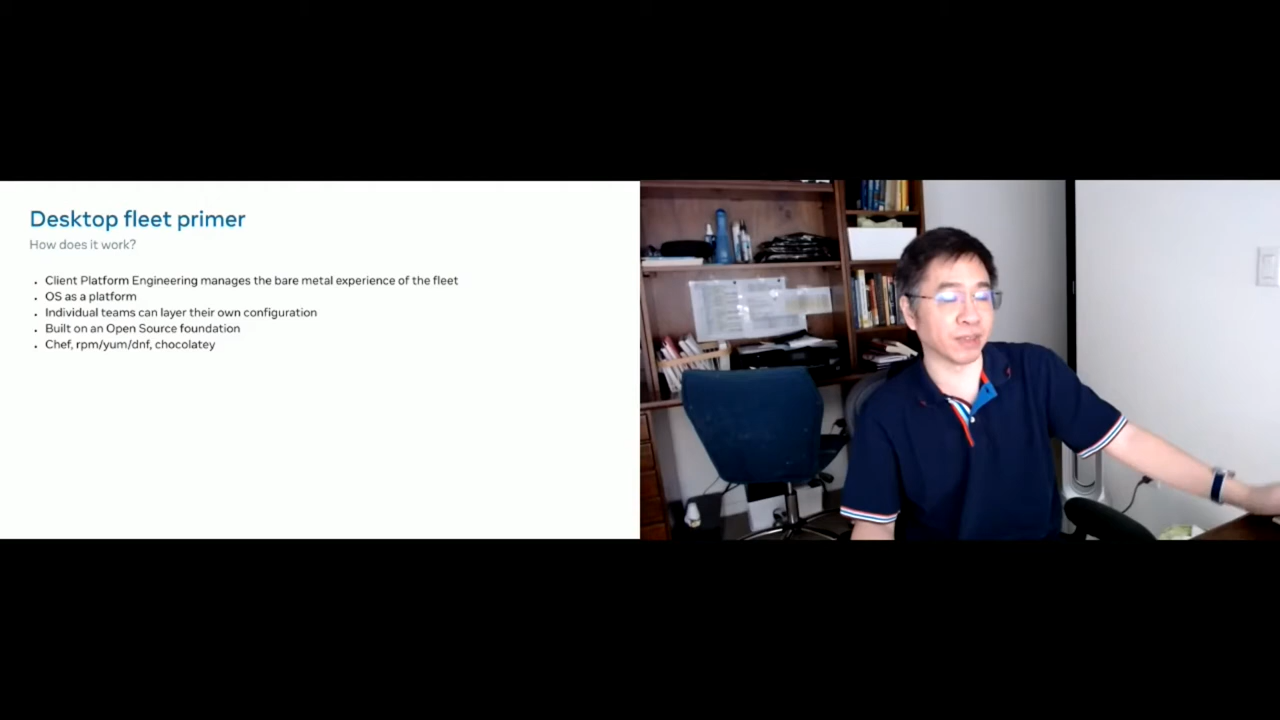 Desktop fleet primer
How does it work?
• Client Platform Engineering manages the bare metal experience of the fleet
• OS as a platform
• Individual teams can layer their own configuration
• Built on an Open Source foundation
• Chef, rpm/yum/dnf, chocolatey